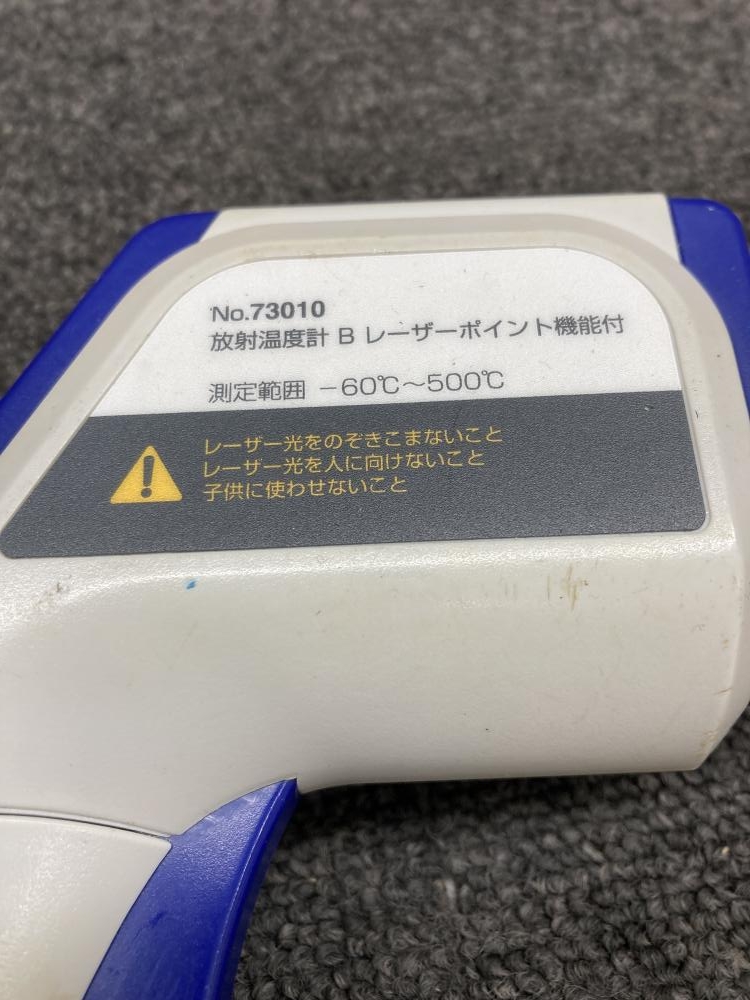 No.73010
放射温度計 B レーザーポイント機能付
測定範囲 −60℃〜500℃
レーザー光をのぞきこまないこと
レーザー光を人に向けないこと
子供に使わせないこと